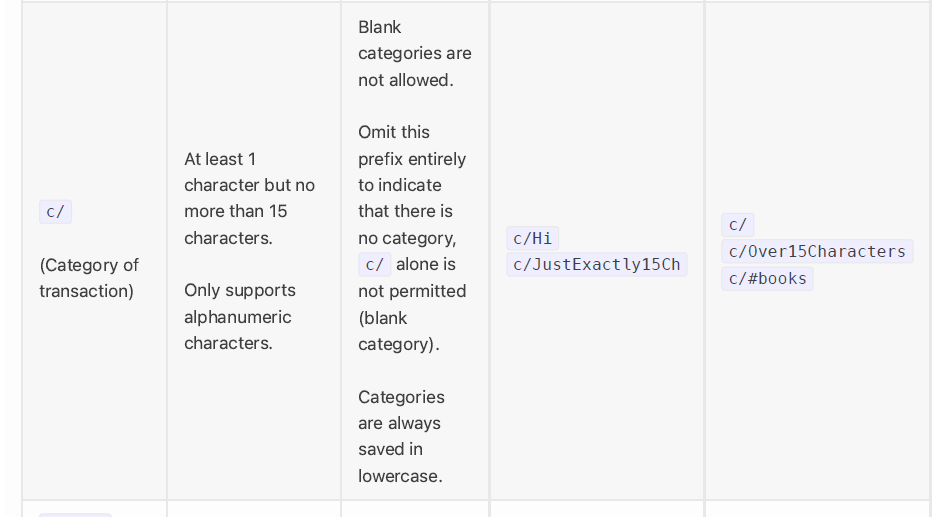 c/
(Category of
transaction)
At least 1
character but no
more than 15
characters.
Only supports
alphanumeric
characters.
Blank
categories are
not allowed.
Omit this
prefix entirely
to indicate
that there is
no category,
c/ alone is
not permitted
(blank
category).
Categories
are always
saved in
lowercase.
c/Hi
c/JustExactly15Ch
c/
c/Over15Characters
c/#books